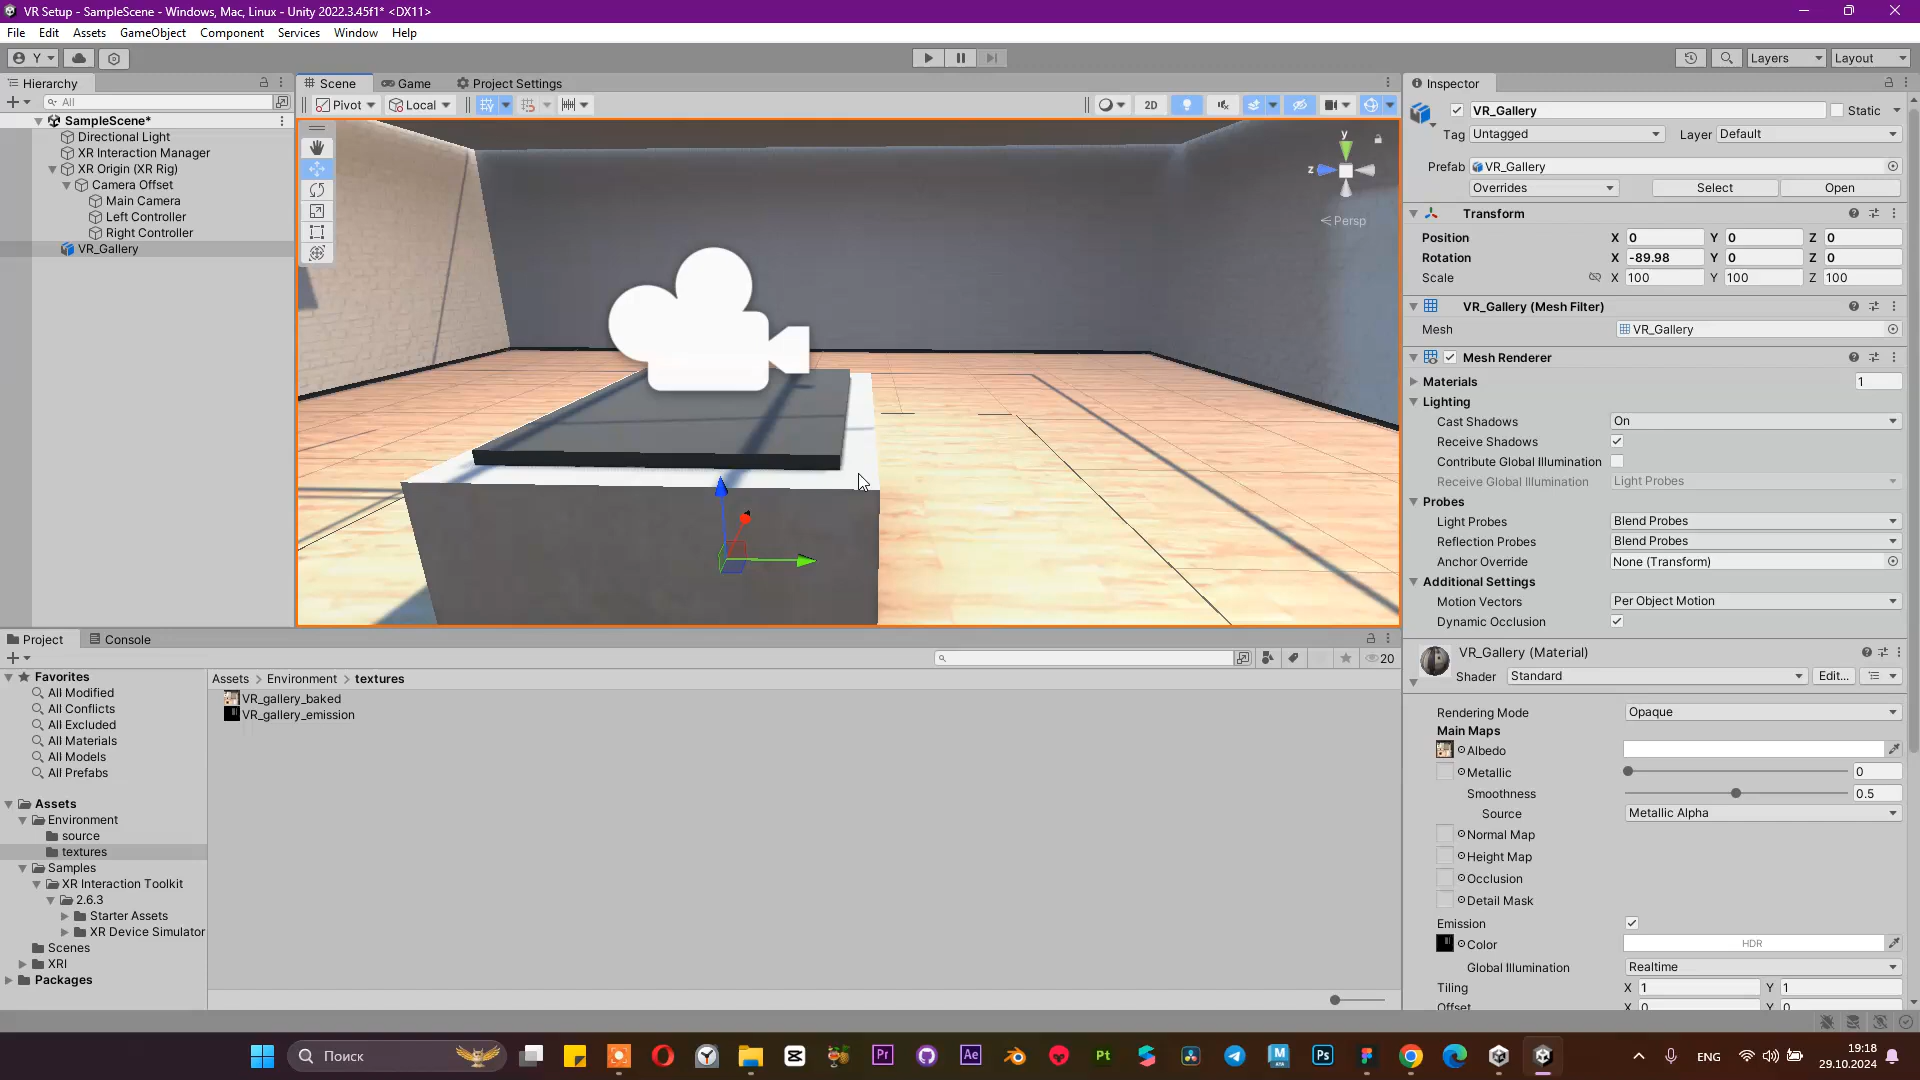 VR Setup - SampleScene - Windows, Mac, Linux - Unity 2022.3.45f1* <DX11>
File Edit Assets GameObject Component Services Window Help
Y Layers Layout
Hierarchy
All
SampleScene*
Directional Light
XR Interaction Manager
XR Origin (XR Rig)
Camera Offset
Main Camera
Left Controller
Right Controller
VR_Gallery
Scene Game Project Settings
Pivot Local 2D
y
z
Persp
Inspector
VR_Gallery Static
Tag Untagged Layer Default
Prefab VR_Gallery
Overrides Select Open
Transform
Position X 0 Y 0 Z 0
Rotation X -89.98 Y 0 Z 0
Scale X 100 Y 100 Z 100
VR_Gallery (Mesh Filter)
Mesh VR_Gallery
Mesh Renderer
Materials 1
Lighting
Cast Shadows On
Receive Shadows
Contribute Global Illumination
Receive Global Illumination Light Probes
Probes
Light Probes Blend Probes
Reflection Probes Blend Probes
Anchor Override None (Transform)
Additional Settings
Motion Vectors Per Object Motion
Dynamic Occlusion
VR_Gallery (Material)
Shader Standard Edit...
Rendering Mode Opaque
Main Maps
Albedo
Metallic 0
Smoothness 0.5
Source Metallic Alpha
Normal Map
Height Map
Occlusion
Detail Mask
Emission
Color HDR
Global Illumination Realtime
Tiling X 1 Y 1
Offset X 0 Y 0
Project Console
20
Favorites
All Modified
All Conflicts
All Excluded
All Materials
All Models
All Prefabs
Assets
Environment
source
textures
Samples
XR Interaction Toolkit
2.6.3
Starter Assets
XR Device Simulator
Scenes
XRI
Packages
Assets > Environment > textures
VR_gallery_baked
VR_gallery_emission
Поиск
Pr
Ae
Pt
M
Ps
ENG
19:18
29.10.2024